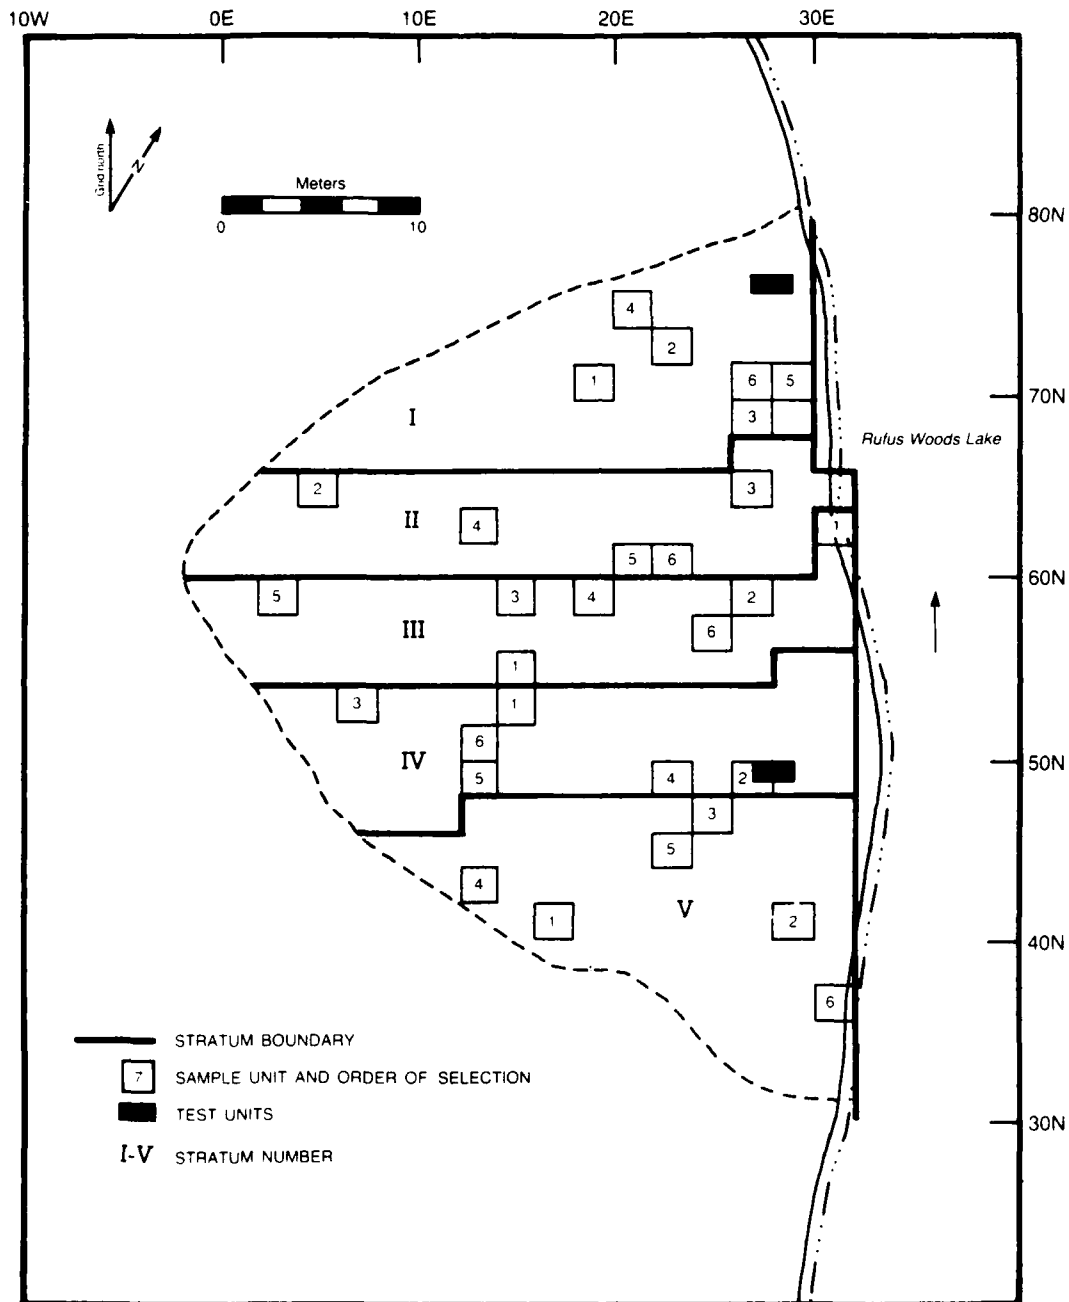 10W 0E 10E 20E 30E
Grid north
N
Meters
0 10
80N
4
2
1 6 5
70N
3
I
Rufus Woods Lake
2 3
II 4 1
5 6
60N
5 3 4 2
III 6
1
3 1
6
IV
5 4 2
50N
3
5
4
V
1 2
40N
6
STRATUM BOUNDARY
7 SAMPLE UNIT AND ORDER OF SELECTION
TEST UNITS
30N
I-V STRATUM NUMBER